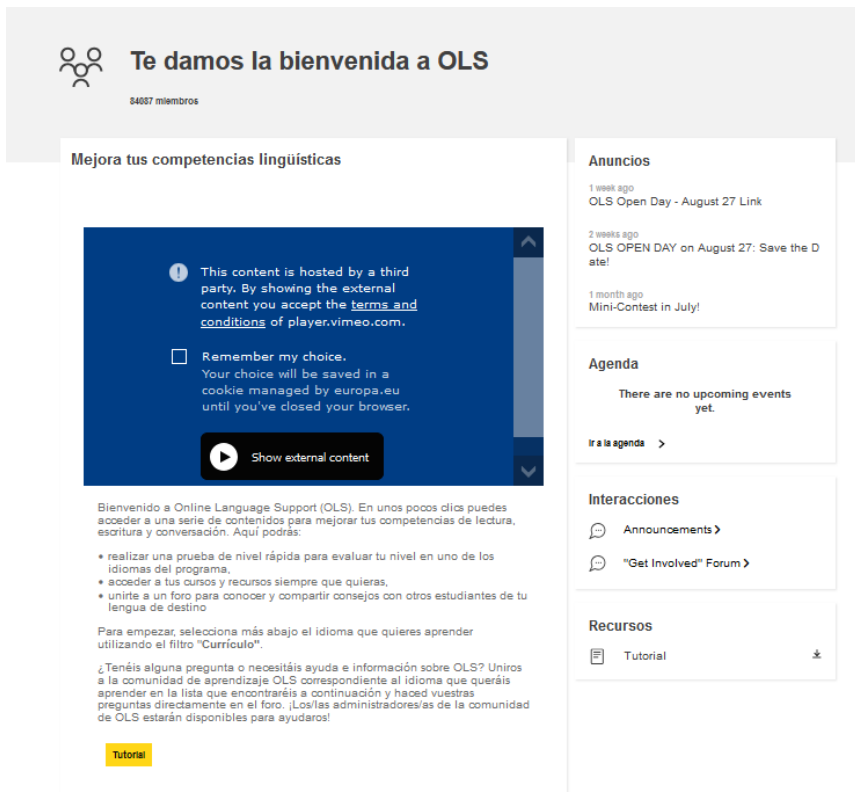 Te damos la bienvenida a OLS
84087 miembros
Mejora tus competencias lingüísticas
This content is hosted by a third
party. By showing the external
content you accept the terms and
conditions of player.vimeo.com.
Remember my choice.
Your choice will be saved in a
cookie managed by europa.eu
until you've closed your browser.
Show external content
Bienvenido a Online Language Support (OLS). En unos pocos clics puedes
acceder a una serie de contenidos para mejorar tus competencias de lectura,
escritura y conversación. Aquí podrás:
• realizar una prueba de nivel rápida para evaluar tu nivel en uno de los
idiomas del programa,
• acceder a tus cursos y recursos siempre que quieras,
• unirte a un foro para conocer y compartir consejos con otros estudiantes de tu
lengua de destino
Para empezar, selecciona más abajo el idioma que quieres aprender
utilizando el filtro "Currículo".
¿Tenéis alguna pregunta o necesitáis ayuda e información sobre OLS? Uniros
a la comunidad de aprendizaje OLS correspondiente al idioma que queráis
aprender en la lista que encontraréis a continuación y haced vuestras
preguntas directamente en el foro. ¡Los/las administradores/as de la comunidad
de OLS estarán disponibles para ayudaros!
Tutorial
Anuncios
1 week ago
OLS Open Day - August 27 Link
2 weeks ago
OLS OPEN DAY on August 27: Save the D
ate!
1 month ago
Mini-Contest in July!
Agenda
There are no upcoming events
yet.
Ir a la agenda
Interacciones
Announcements
"Get Involved" Forum
Recursos
Tutorial